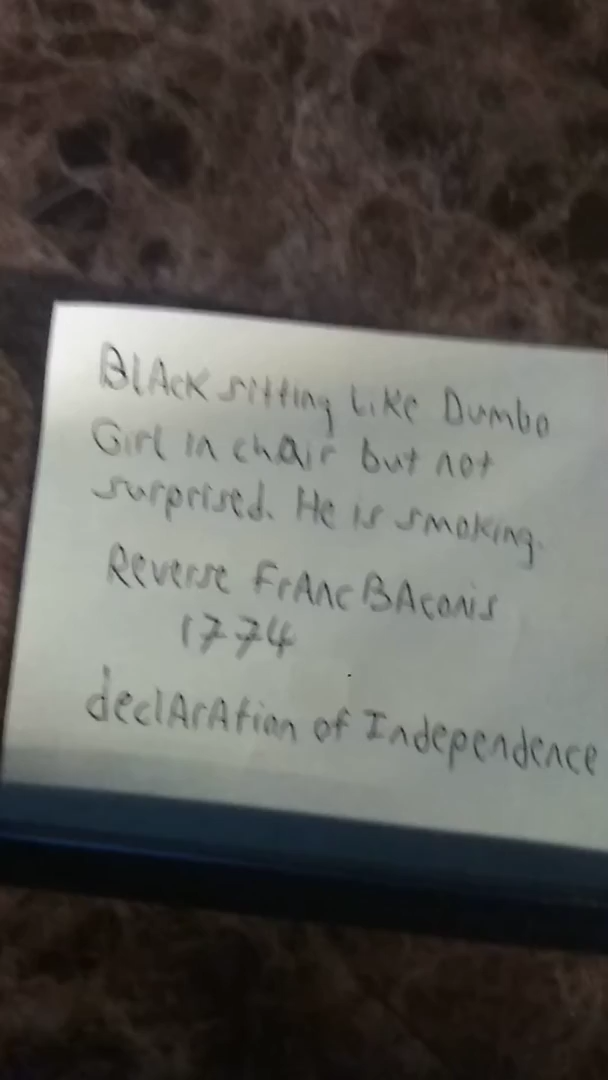 BlAck sitting Like Dumbo
Girl in chair but not
surprised. He is smoking.
Reverse FrAnc BAconis
1774
declArAtion of Independence